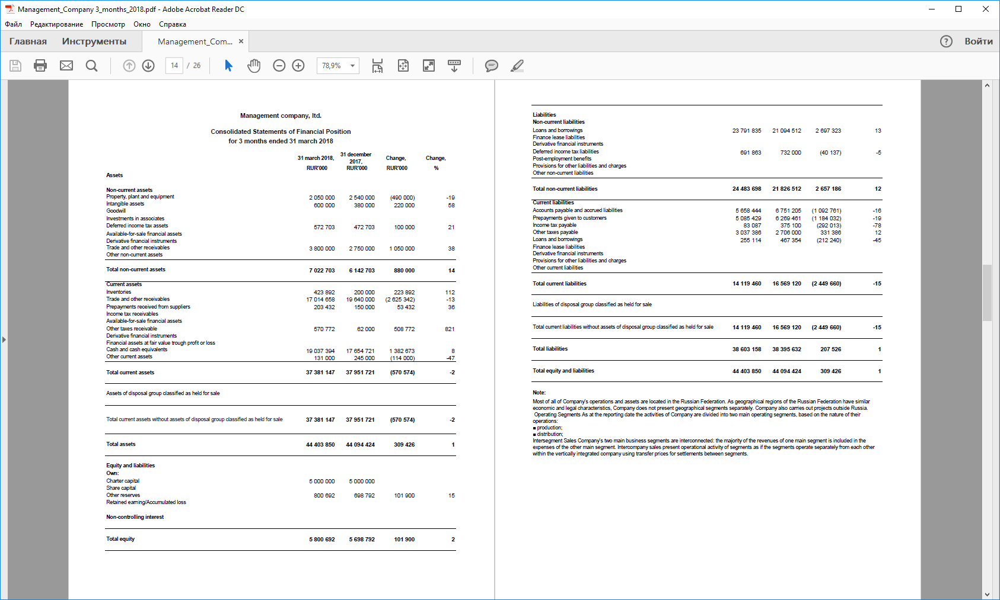 Management_Company 3_months_2018.pdf - Adobe Acrobat Reader DC
Файл Редактирование Просмотр Окно Справка
Главная Инструменты Management_Com... × ? Войти
14 / 26 78,9%
Management company, ltd.
Consolidated Statements of Financial Position
for 3 months ended 31 march 2018
31 march 2018, RUR'000 31 december 2017, RUR'000 Change, RUR'000 Change, %
Assets
Non-current assets
Property, plant and equipment 2 050 000 2 540 000 (490 000) -19
Intangible assets 600 000 380 000 220 000 58
Goodwill
Investments in associates
Deferred income tax assets 572 703 472 703 100 000 21
Available-for-sale financial assets
Derivative financial instruments
Trade and other receivables 3 800 000 2 750 000 1 050 000 38
Other non-current assets
Total non-current assets 7 022 703 6 142 703 880 000 14
Current assets
Inventories 423 892 200 000 223 892 112
Trade and other receivables 17 014 658 19 640 000 (2 625 342) -13
Prepayments received from suppliers 203 432 150 000 53 432 36
Income tax receivables
Available-for-sale financial assets
Other taxes receivable 570 772 62 000 508 772 821
Derivative financial instruments
Financial assets at fair value trough profit or loss
Cash and cash equivalents 19 037 394 17 654 721 1 382 673 8
Other current assets 131 000 245 000 (114 000) -47
Total current assets 37 381 147 37 951 721 (570 574) -2
Assets of disposal group classified as held for sale
Total current assets without assets of disposal group classified as held for sale 37 381 147 37 951 721 (570 574) -2
Total assets 44 403 850 44 094 424 309 426 1
Equity and liabilities
Own:
Charter capital 5 000 000 5 000 000
Share capital
Other reserves 800 692 698 792 101 900 15
Retained earning/Accumulated loss
Non-controlling interest
Total equity 5 800 692 5 698 792 101 900 2
Liabilities
Non-current liabilities
Loans and borrowings 23 791 835 21 094 512 2 697 323 13
Finance lease liabilities
Derivative financial instruments
Deferred income tax liabilities 691 863 732 000 (40 137) -5
Post-employment benefits
Provisions for other liabilities and charges
Other non-current liabilities
Total non-current liabilities 24 483 698 21 826 512 2 657 186 12
Current liabilities
Accounts payable and accrued liabilities 5 658 444 6 751 205 (1 092 761) -16
Prepayments given to customers 5 085 429 6 269 461 (1 184 032) -19
Income tax payable 83 087 375 100 (292 013) -78
Other taxes payable 3 037 386 2 706 000 331 386 12
Loans and borrowings 255 114 467 354 (212 240) -45
Finance lease liabilities
Derivative financial instruments
Provisions for other liabilities and charges
Other current liabilities
Total current liabilities 14 119 460 16 569 120 (2 449 660) -15
Liabilities of disposal group classified as held for sale
Total current liabilities without assets of disposal group classified as held for sale 14 119 460 16 569 120 (2 449 660) -15
Total liabilities 38 603 158 38 395 632 207 526 1
Total equity and liabilities 44 403 850 44 094 424 309 426 1
Note:
Most of all of Company's operations and assets are located in the Russian Federation. As geographical regions of the Russian Federation have similar
economic and legal characteristics, Company does not present geographical segments separately. Company also carries out projects outside Russia.
Operating Segments As at the reporting date the activities of Company are divided into two main operating segments, based on the nature of their
operations:
■ production;
■ distribution;
Intersegment Sales Company's two main business segments are interconnected: the majority of the revenues of one main segment is included in the
expenses of the other main segment. Intercompany sales present operational activity of segments as if the segments operate separately from each other
within the vertically integrated company using transfer prices for settlements between segments.